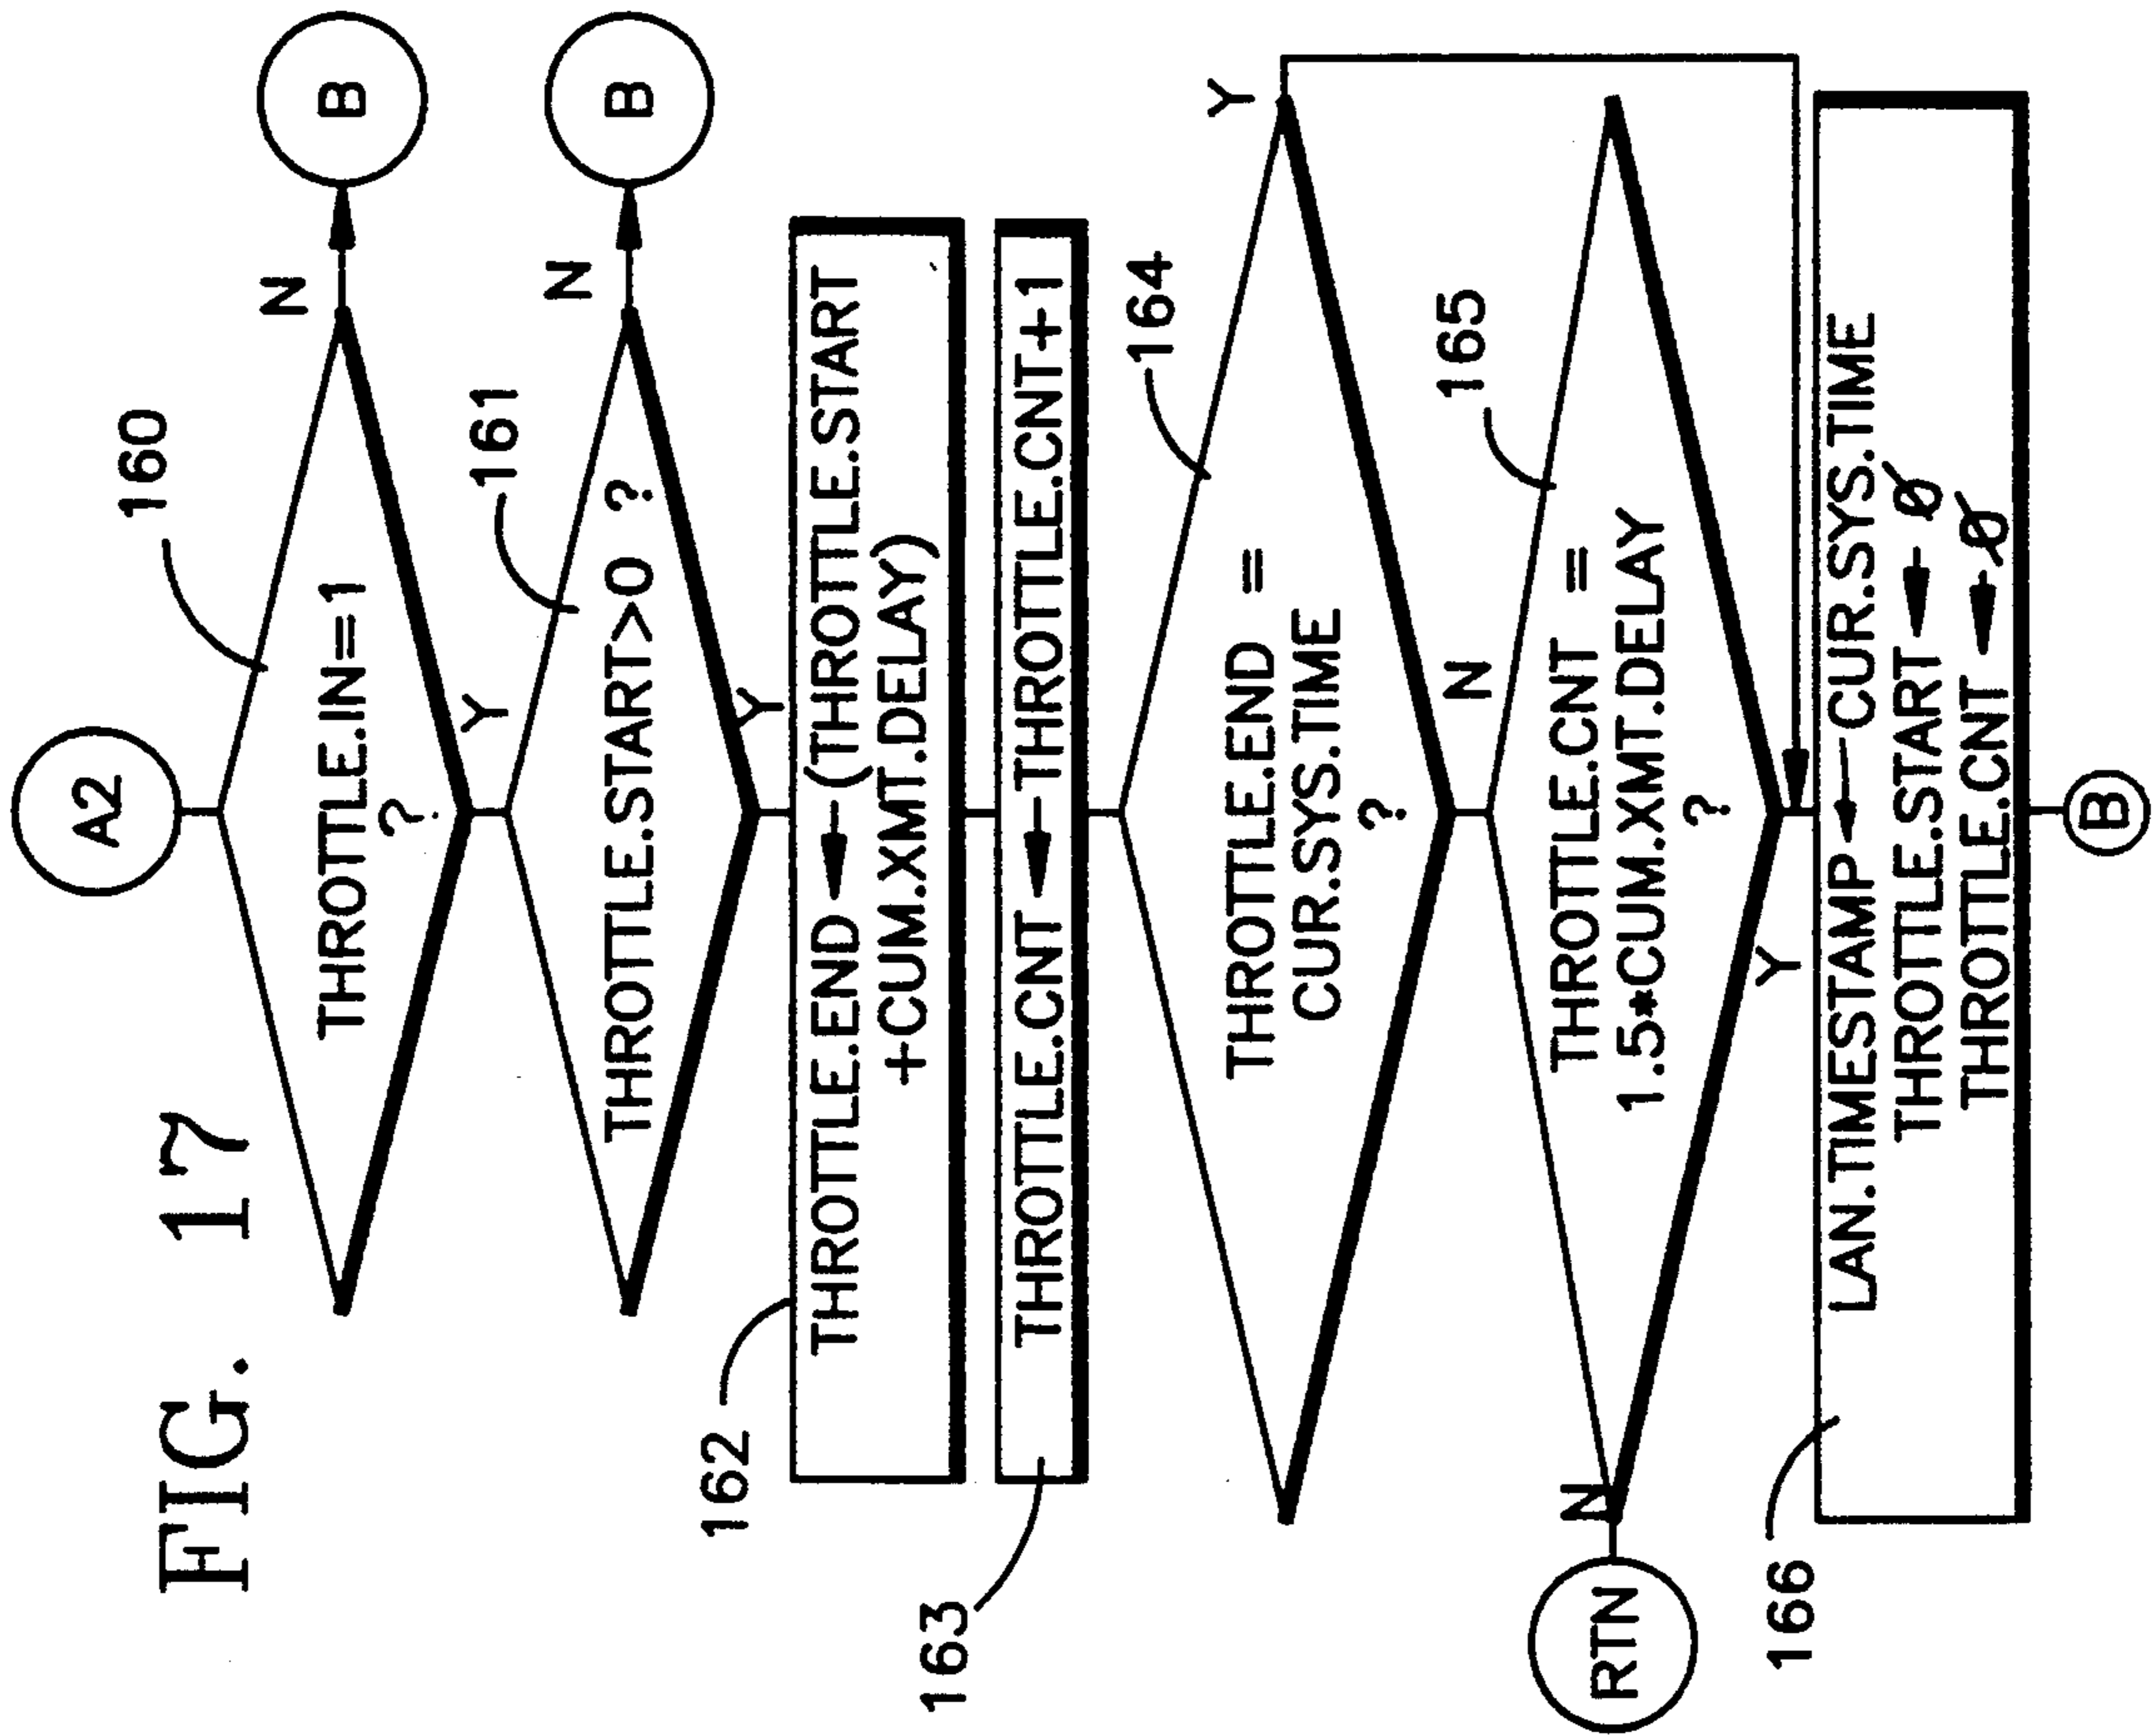 FIG. 17
A2
160
THROTTLE.IN=1
?
N
B
Y
161
THROTTLE.START>0 ?
N
B
Y
162
THROTTLE.END ← (THROTTLE.START
+CUM.XMT.DELAY)
163
THROTTLE.CNT ← THROTTLE.CNT+1
164
THROTTLE.END =
CUR.SYS.TIME
?
Y
N
165
THROTTLE.CNT =
1.5*CUM.XMT.DELAY
?
N
RTN
Y
166
LAN.TIMESTAMP ← CUR.SYS.TIME
THROTTLE.START ← Ø
THROTTLE.CNT ← Ø
B